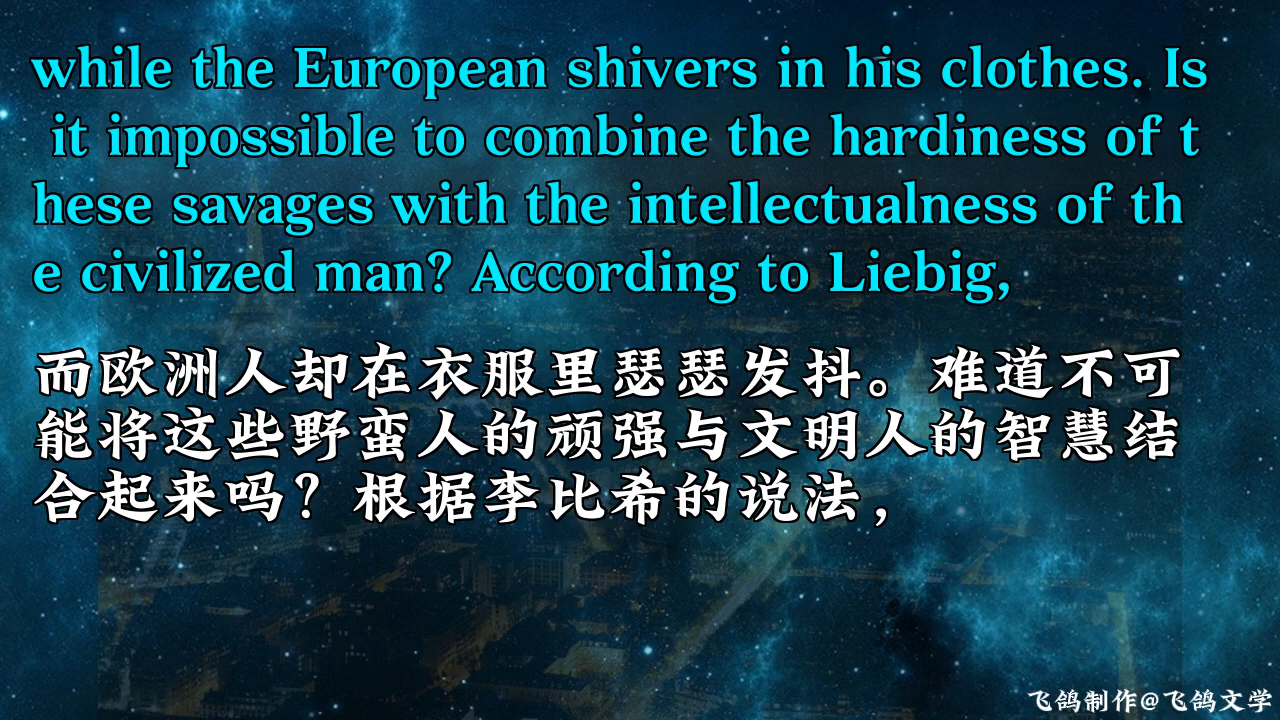 while the European shivers in his clothes. Is
it impossible to combine the hardiness of t
hese savages with the intellectualness of th
e civilized man? According to Liebig,
而欧洲人却在衣服里瑟瑟发抖。难道不可
能将这些野蛮人的顽强与文明人的智慧结
合起来吗？根据李比希的说法，
飞鸽制作@飞鸽文学